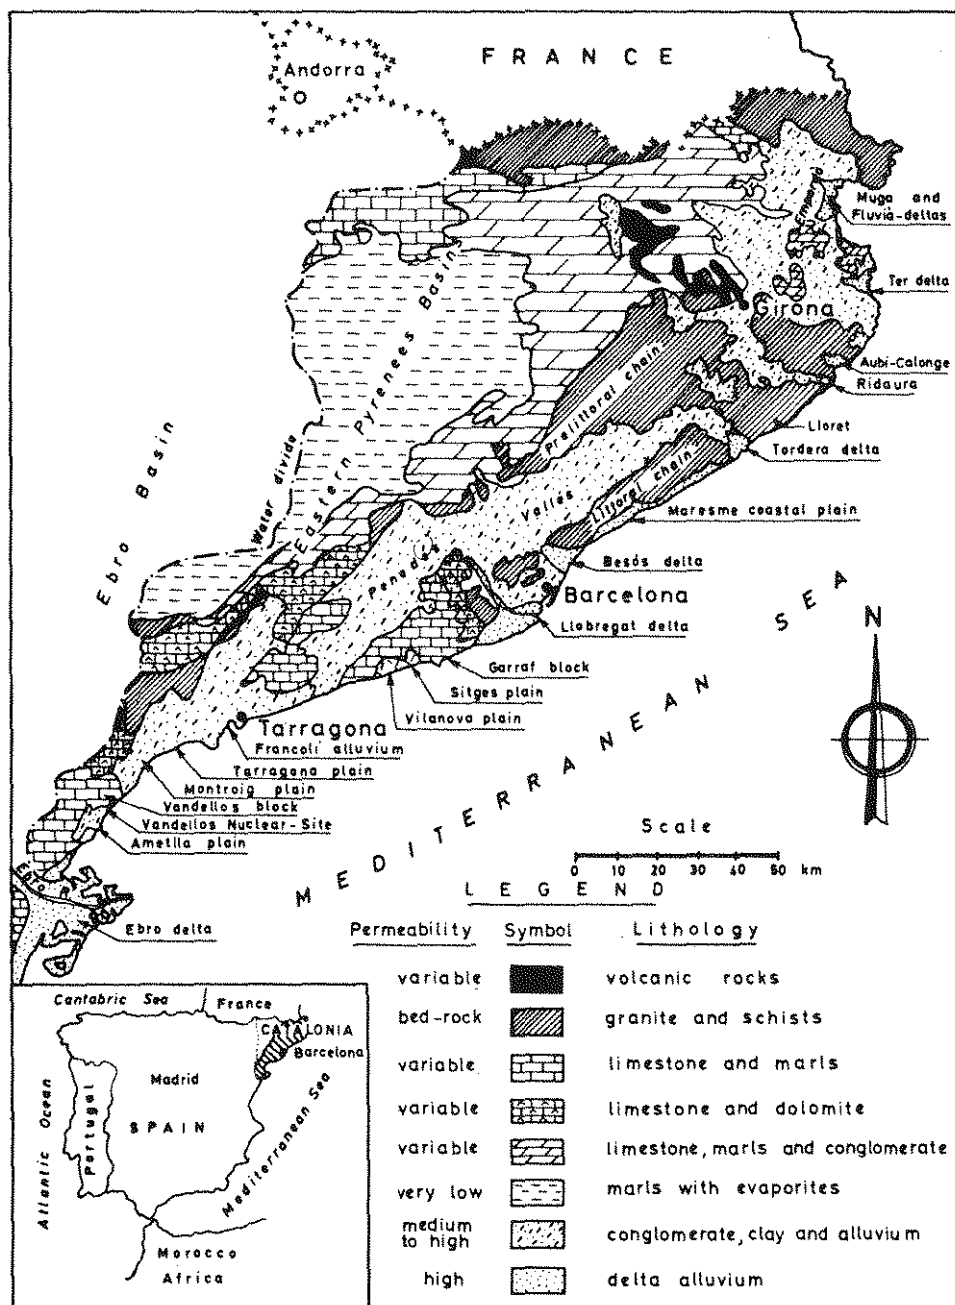 FRANCE
Andorra
Empordá
Muga and
Fluviá-deltas
Ter delta
Girona
Aubi-Calonge
Ridaura
Lloret
Tordera delta
Prelittoral chain
Eastern Pyrenees Basins
Ebro Basin
Water divide
Vallés
Littoral chain
Maresme coastal plain
Penedes
Besós delta
Barcelona
Llobregat delta
Garraf block
Sitges plain
Vilanova plain
Tarragona
Francolí alluvium
Tarragona plain
Montroig plain
Vandellos block
Vandellos Nuclear-Site
Ametlla plain
Ebro R.
Ebro delta
MEDITERRANEAN SEA
N
Scale
0 10 20 30 40 50 km
LEGEND
Permeability Symbol Lithology
variable volcanic rocks
bed-rock granite and schists
variable limestone and marls
variable limestone and dolomite
variable limestone, marls and conglomerate
very low marls with evaporites
medium
to high conglomerate, clay and alluvium
high delta alluvium
Cantabric Sea
France
CATALONIA
Barcelona
Madrid
SPAIN
Portugal
Atlantic Ocean
Mediterranean Sea
Morocco
Africa